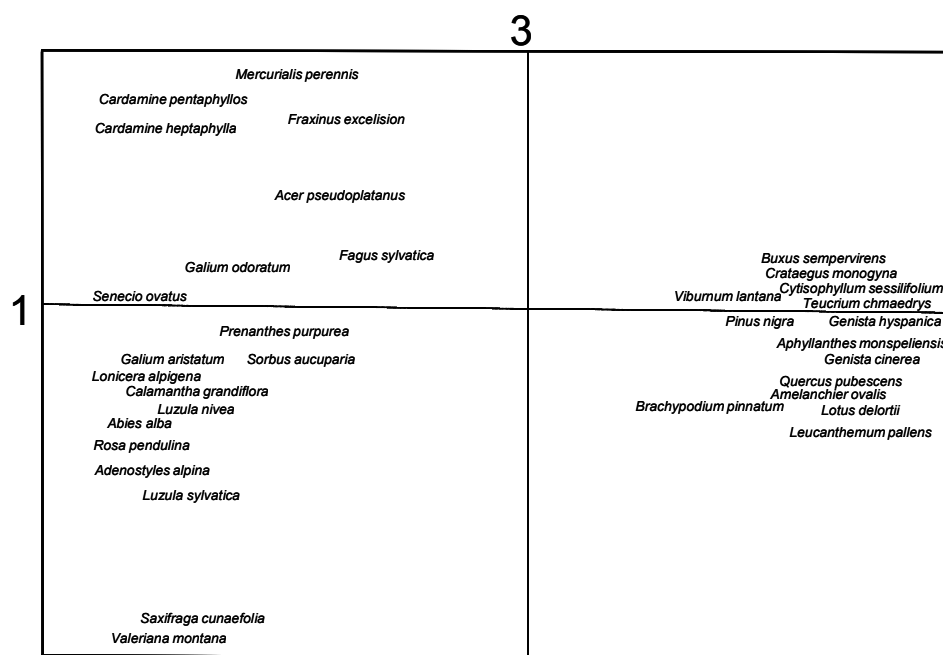 3
Mercurialis perennis
Cardamine pentaphyllos
Fraxinus excelision
Cardamine heptaphylla
Acer pseudoplatanus
Fagus sylvatica
Buxus sempervirens
Galium odoratum
Crataegus monogyna
Cytisophyllum sessilifolium
Senecio ovatus
Viburnum lantana
Teucrium chmaedrys
1
Pinus nigra
Genista hyspanica
Prenanthes purpurea
Aphyllanthes monspeliensis
Galium aristatum
Sorbus aucuparia
Genista cinerea
Lonicera alpigena
Quercus pubescens
Calamantha grandiflora
Amelanchier ovalis
Luzula nivea
Brachypodium pinnatum
Lotus delortii
Abies alba
Leucanthemum pallens
Rosa pendulina
Adenostyles alpina
Luzula sylvatica
Saxifraga cunaefolia
Valeriana montana